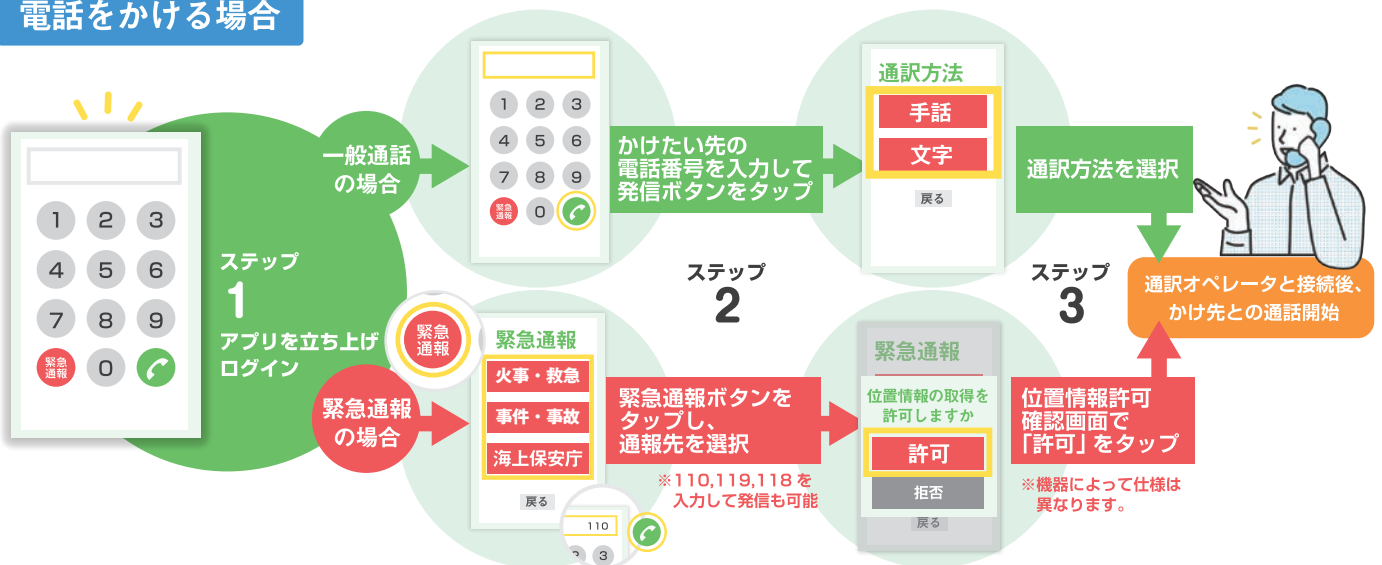 電話をかける場合
1 2 3
4 5 6
7 8 9
緊急
通報
0
ステップ
1
アプリを立ち上げ
ログイン
一般通話
の場合
1 2 3
4 5 6
7 8 9
緊急
通報
0
かけたい先の
電話番号を入力して
発信ボタンをタップ
通訳方法
手話
文字
戻る
通訳方法を選択
緊急通報
の場合
緊急
通報
緊急通報
火事・救急
事件・事故
海上保安庁
戻る
110
2 3
ステップ
2
緊急通報ボタンを
タップし、
通報先を選択
※110,119,118 を
入力して発信も可能
緊急通報
位置情報の取得を
許可しますか
許可
拒否
戻る
ステップ
3
位置情報許可
確認画面で
「許可」をタップ
※機器によって仕様は
異なります。
通訳オペレータと接続後、
かけ先との通話開始